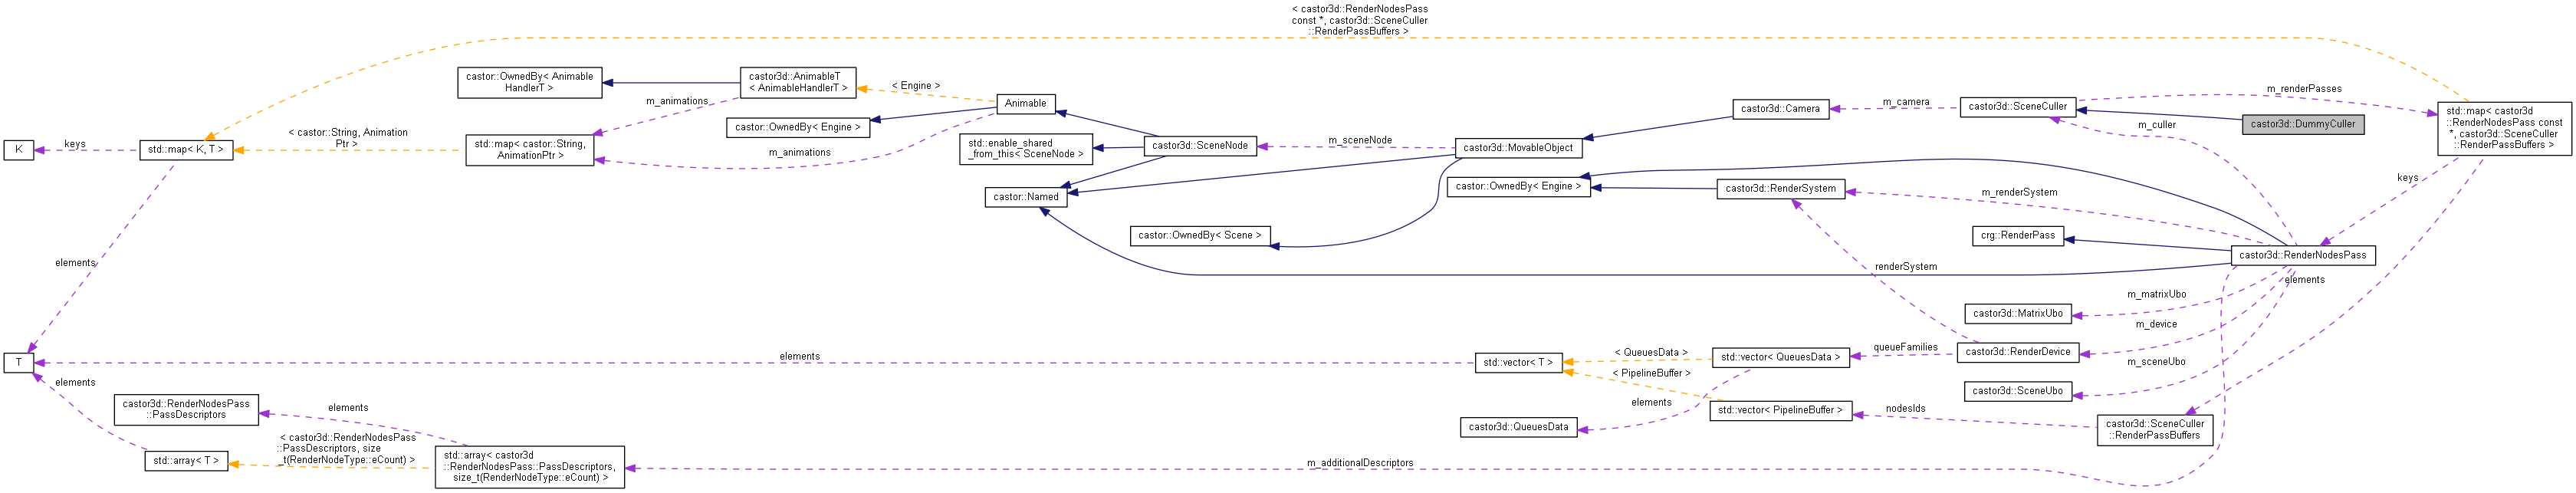 < castor3d::RenderNodesPass
const *, castor3d::SceneCuller
::RenderPassBuffers >
castor::OwnedBy< Animable
HandlerT >
castor3d::AnimableT
< AnimableHandlerT >
< Engine >
Animable
m_animations
castor::OwnedBy< Engine >
K
keys
std::map< K, T >
< castor::String, Animation
Ptr >
std::map< castor::String,
AnimationPtr >
m_animations
std::enable_shared
_from_this< SceneNode >
castor3d::SceneNode
castor::Named
m_sceneNode
castor3d::MovableObject
castor::OwnedBy< Scene >
castor3d::Camera
m_camera
castor3d::SceneCuller
m_renderPasses
castor3d::DummyCuller
m_culler
std::map< castor3d
::RenderNodesPass const
*, castor3d::SceneCuller
::RenderPassBuffers >
castor::OwnedBy< Engine >
castor3d::RenderSystem
m_renderSystem
keys
crg::RenderPass
castor3d::RenderNodesPass
renderSystem
elements
elements
castor3d::MatrixUbo
m_matrixUbo
m_device
castor3d::RenderDevice
queueFamilies
std::vector< QueuesData >
< QueuesData >
std::vector< T >
< PipelineBuffer >
elements
T
elements
m_sceneUbo
castor3d::SceneUbo
castor3d::RenderNodesPass
::PassDescriptors
elements
elements
castor3d::QueuesData
std::vector< PipelineBuffer >
nodesIds
castor3d::SceneCuller
::RenderPassBuffers
std::array< T >
< castor3d::RenderNodesPass
::PassDescriptors, size
_t(RenderNodeType::eCount) >
std::array< castor3d
::RenderNodesPass::PassDescriptors,
size_t(RenderNodeType::eCount) >
m_additionalDescriptors